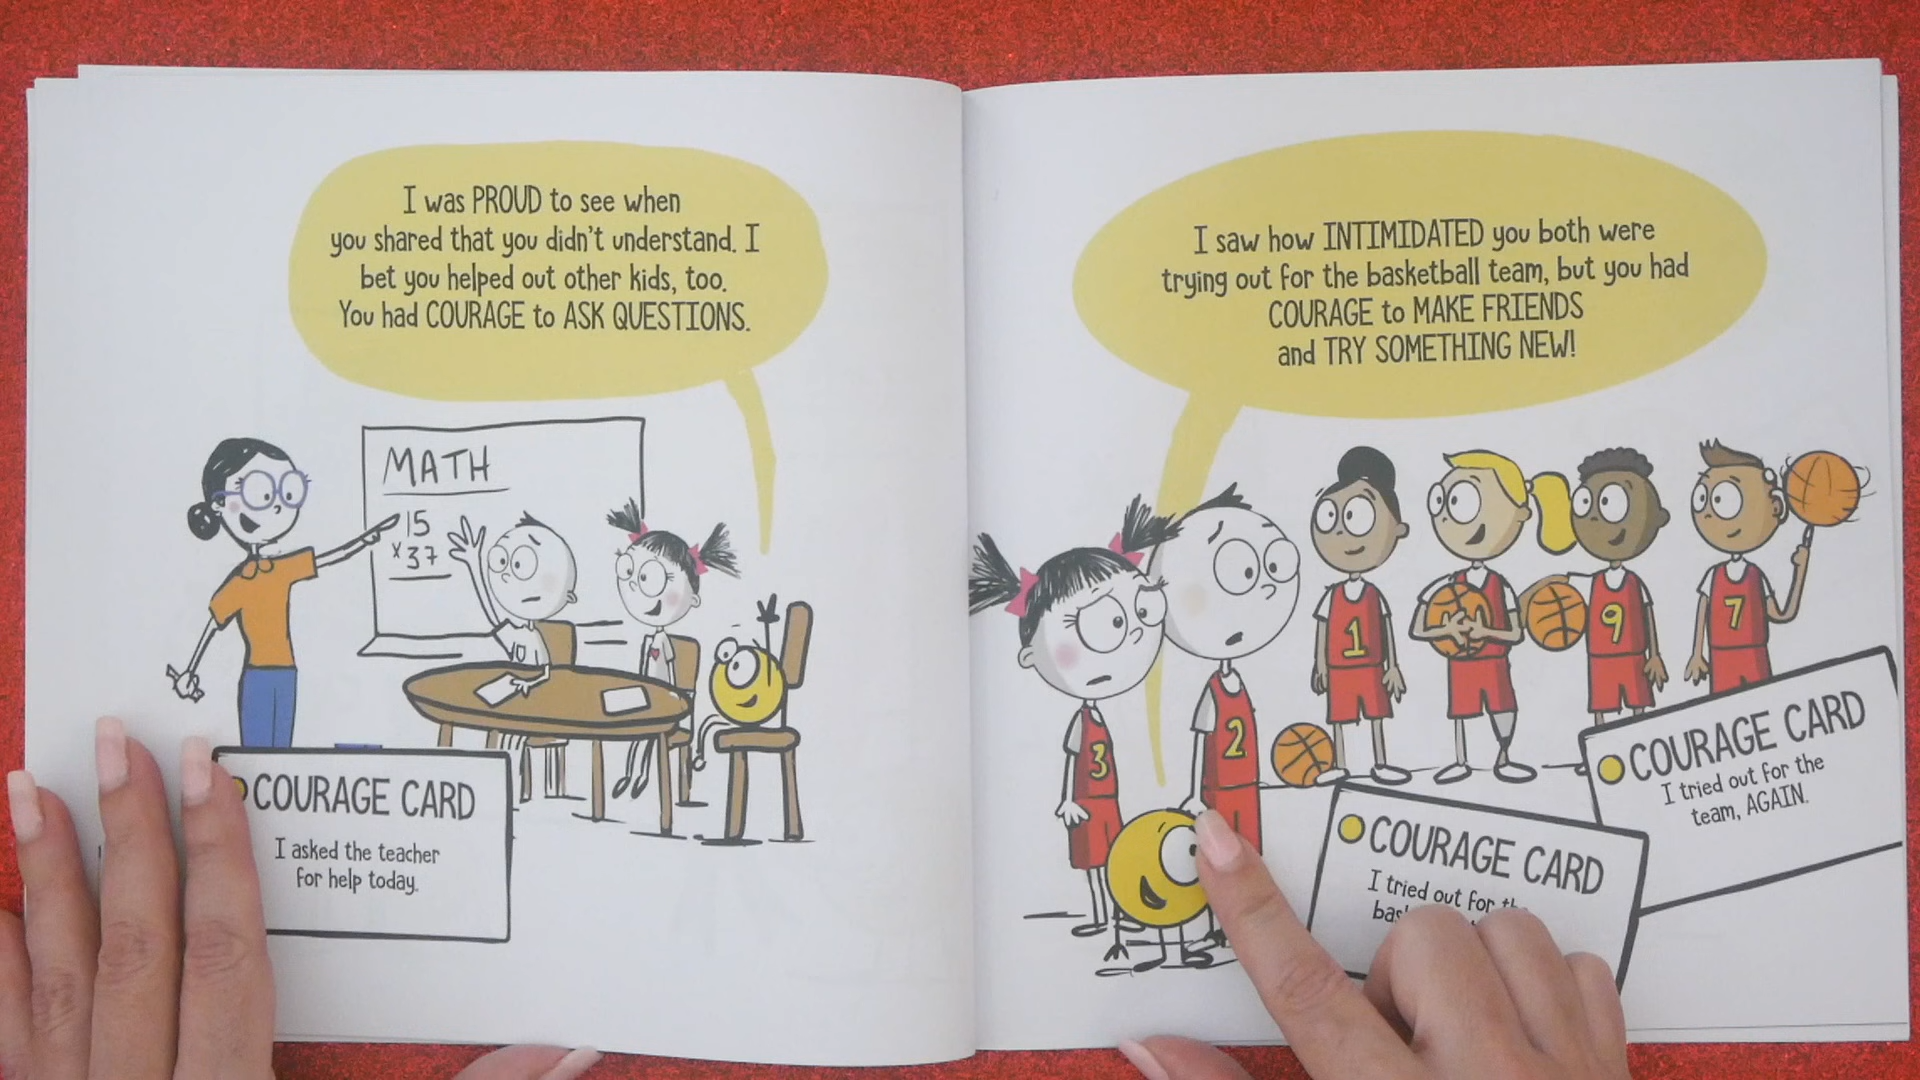 I was PROUD to see when
you shared that you didn't understand. I
bet you helped out other kids, too.
You had COURAGE to ASK QUESTIONS.
MATH
15
x 37
COURAGE CARD
I asked the teacher
for help today.
I saw how INTIMIDATED you both were
trying out for the basketball team, but you had
COURAGE to MAKE FRIENDS
and TRY SOMETHING NEW!
1
9
7
3
2
COURAGE CARD
I tried out for the
team, AGAIN.
COURAGE CARD
I tried out for